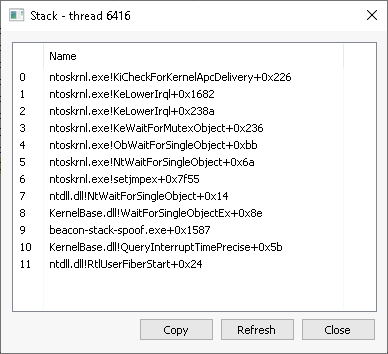 Stack - thread 6416
Name
0 ntoskrnl.exe!KiCheckForKernelApcDelivery+0x226
1 ntoskrnl.exe!KeLowerIrql+0x1682
2 ntoskrnl.exe!KeLowerIrql+0x238a
3 ntoskrnl.exe!KeWaitForMutexObject+0x236
4 ntoskrnl.exe!ObWaitForSingleObject+0xbb
5 ntoskrnl.exe!NtWaitForSingleObject+0x6a
6 ntoskrnl.exe!setjmpex+0x7f55
7 ntdll.dll!NtWaitForSingleObject+0x14
8 KernelBase.dll!WaitForSingleObjectEx+0x8e
9 beacon-stack-spoof.exe+0x1587
10 KernelBase.dll!QueryInterruptTimePrecise+0x5b
11 ntdll.dll!RtlUserFiberStart+0x24
Copy Refresh Close